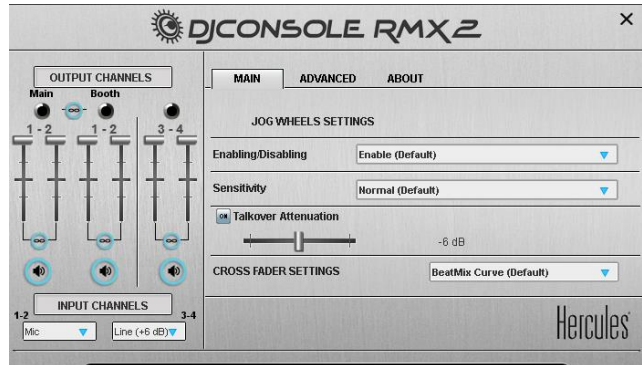 DJCONSOLE RMX2
×
OUTPUT CHANNELS
Main Booth
1 - 2 1 - 2 3 - 4
MAIN ADVANCED ABOUT
JOG WHEELS SETTINGS
Enabling/Disabling Enable (Default)
Sensitivity Normal (Default)
ON Talkover Attenuation
-6 dB
CROSS FADER SETTINGS BeatMix Curve (Default)
INPUT CHANNELS
1-2 3-4
Mic Line (+6 dB)
Hercules